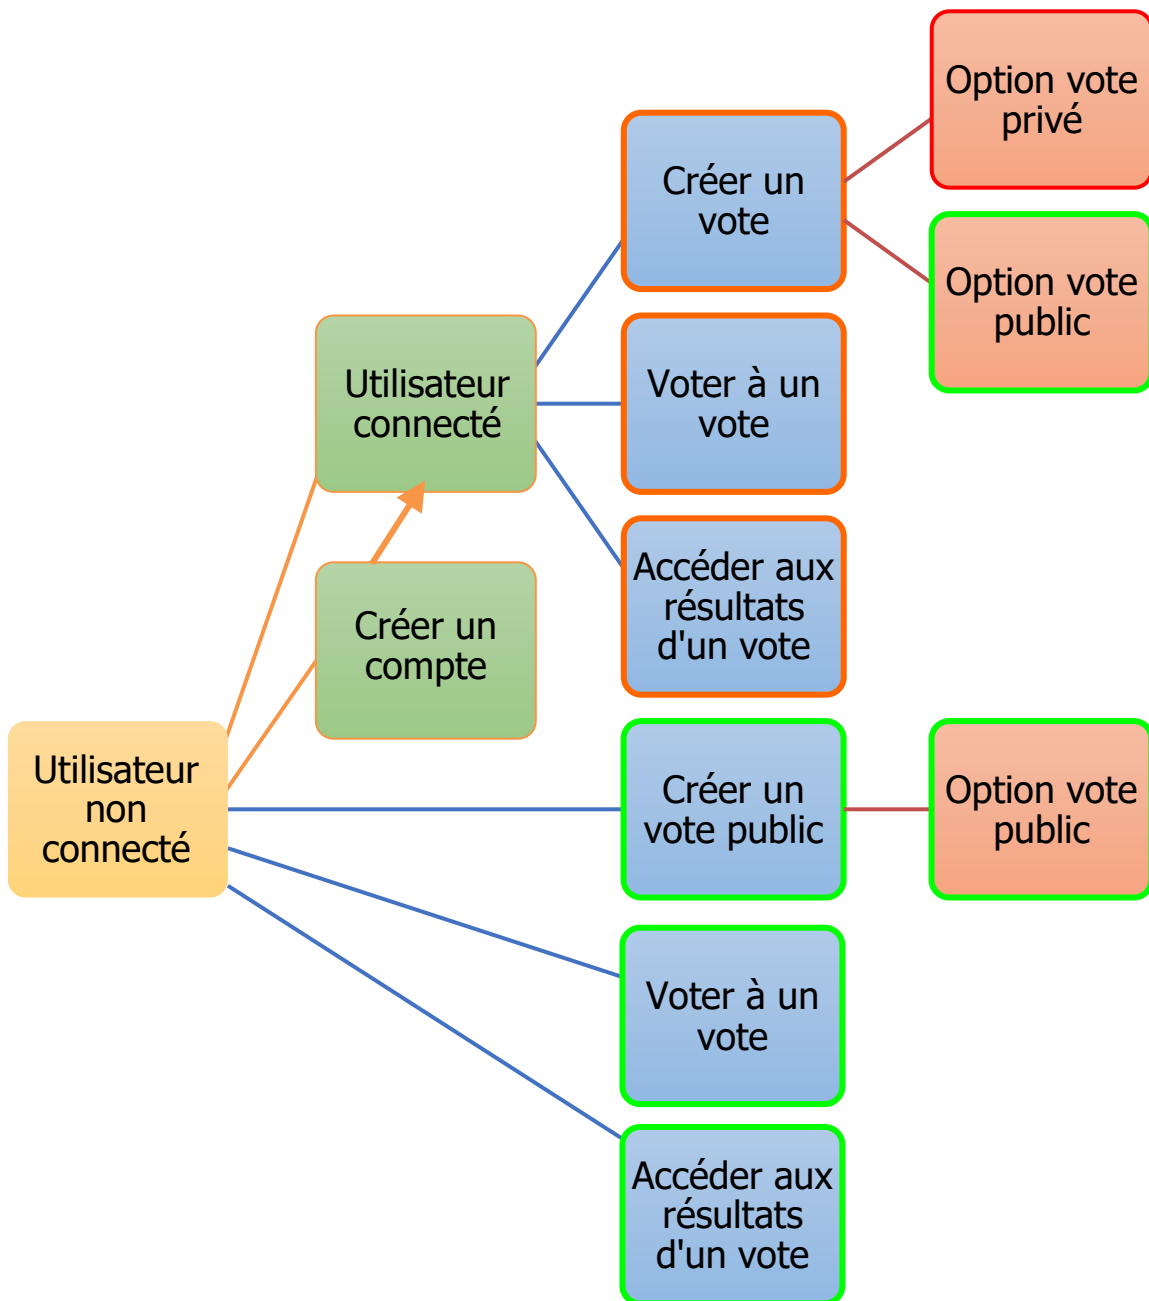 Option vote
privé
Créer un
vote
Option vote
public
Utilisateur
connecté
Voter à un
vote
Accéder aux
résultats
d'un vote
Créer un
compte
Utilisateur
non
connecté
Créer un
vote public
Option vote
public
Voter à un
vote
Accéder aux
résultats
d'un vote